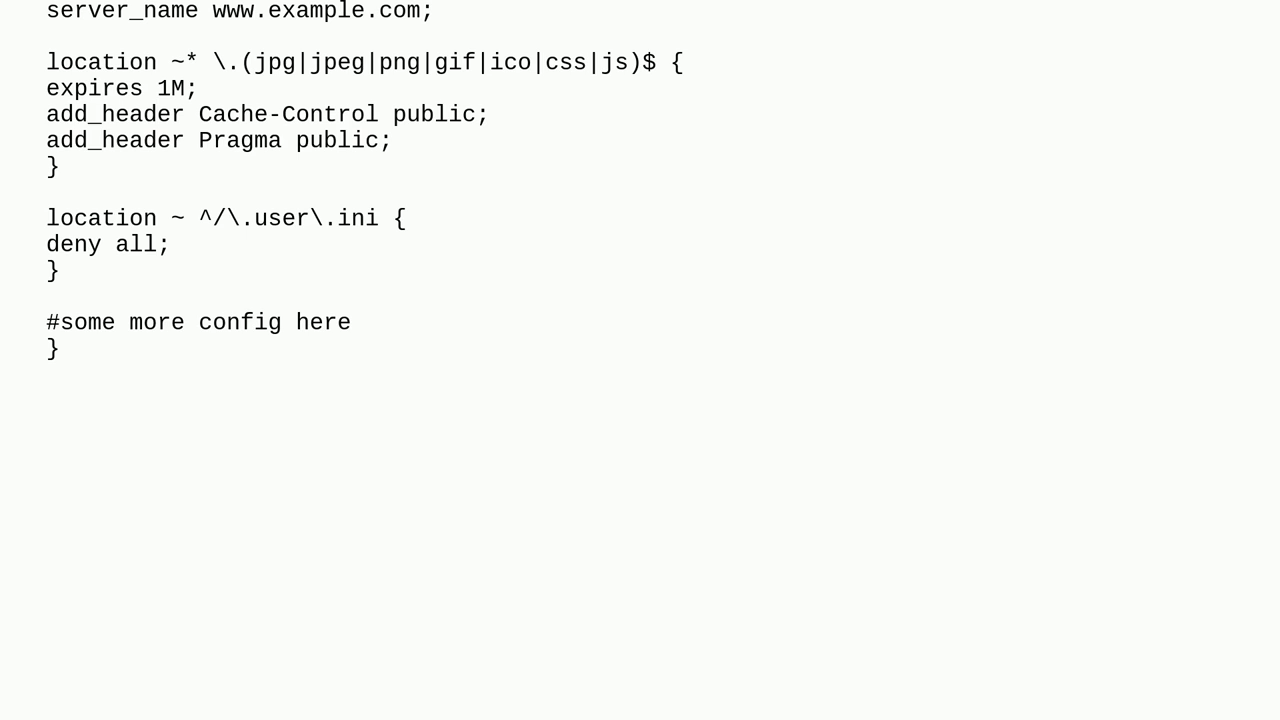 server_name www.example.com;
location ~* \.(jpg|jpeg|png|gif|ico|css|js)$ {
expires 1M;
add_header Cache-Control public;
add_header Pragma public;
}
location ~ ^/\.user\.ini {
deny all;
}
#some more config here
}